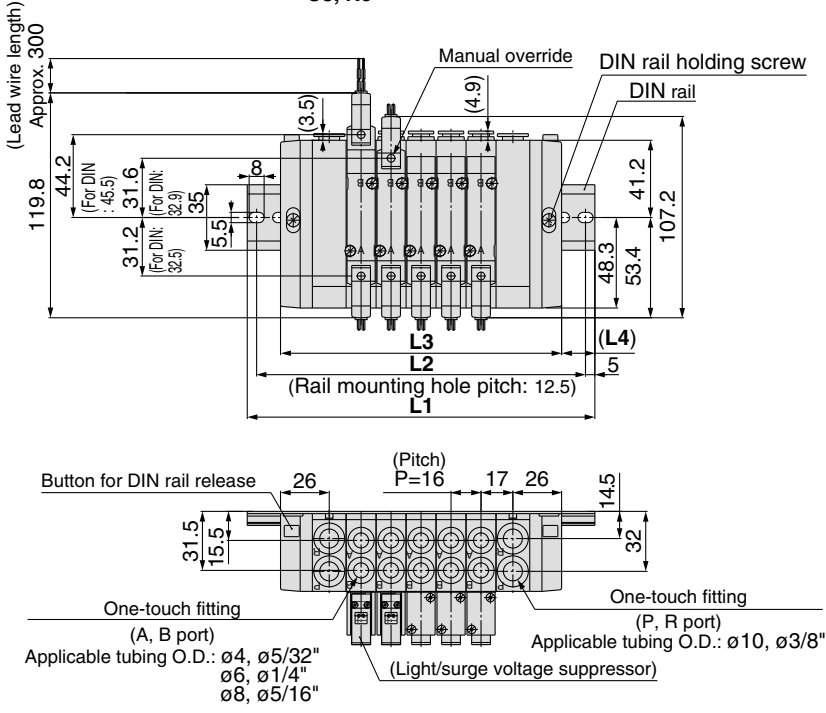 (Lead wire length)
Approx. 300
Manual override
DIN rail holding screw
DIN rail
(3.5)
(4.9)
119.8
44.2
(For DIN
: 45.5)
31.6
(For DIN:
32.9)
8
35
5.5
31.2
(For DIN:
32.5)
B
B
B
B
B
A
A
A
A
A
41.2
107.2
48.3
53.4
L3
(L4)
L2
5
(Rail mounting hole pitch: 12.5)
L1
(Pitch)
P=16
17
26
Button for DIN rail release
26
14.5
31.5
15.5
32
One-touch fitting
(A, B port)
Applicable tubing O.D.: ø4, ø5/32"
ø6, ø1/4"
ø8, ø5/16"
One-touch fitting
(P, R port)
Applicable tubing O.D.: ø10, ø3/8"
(Light/surge voltage suppressor)